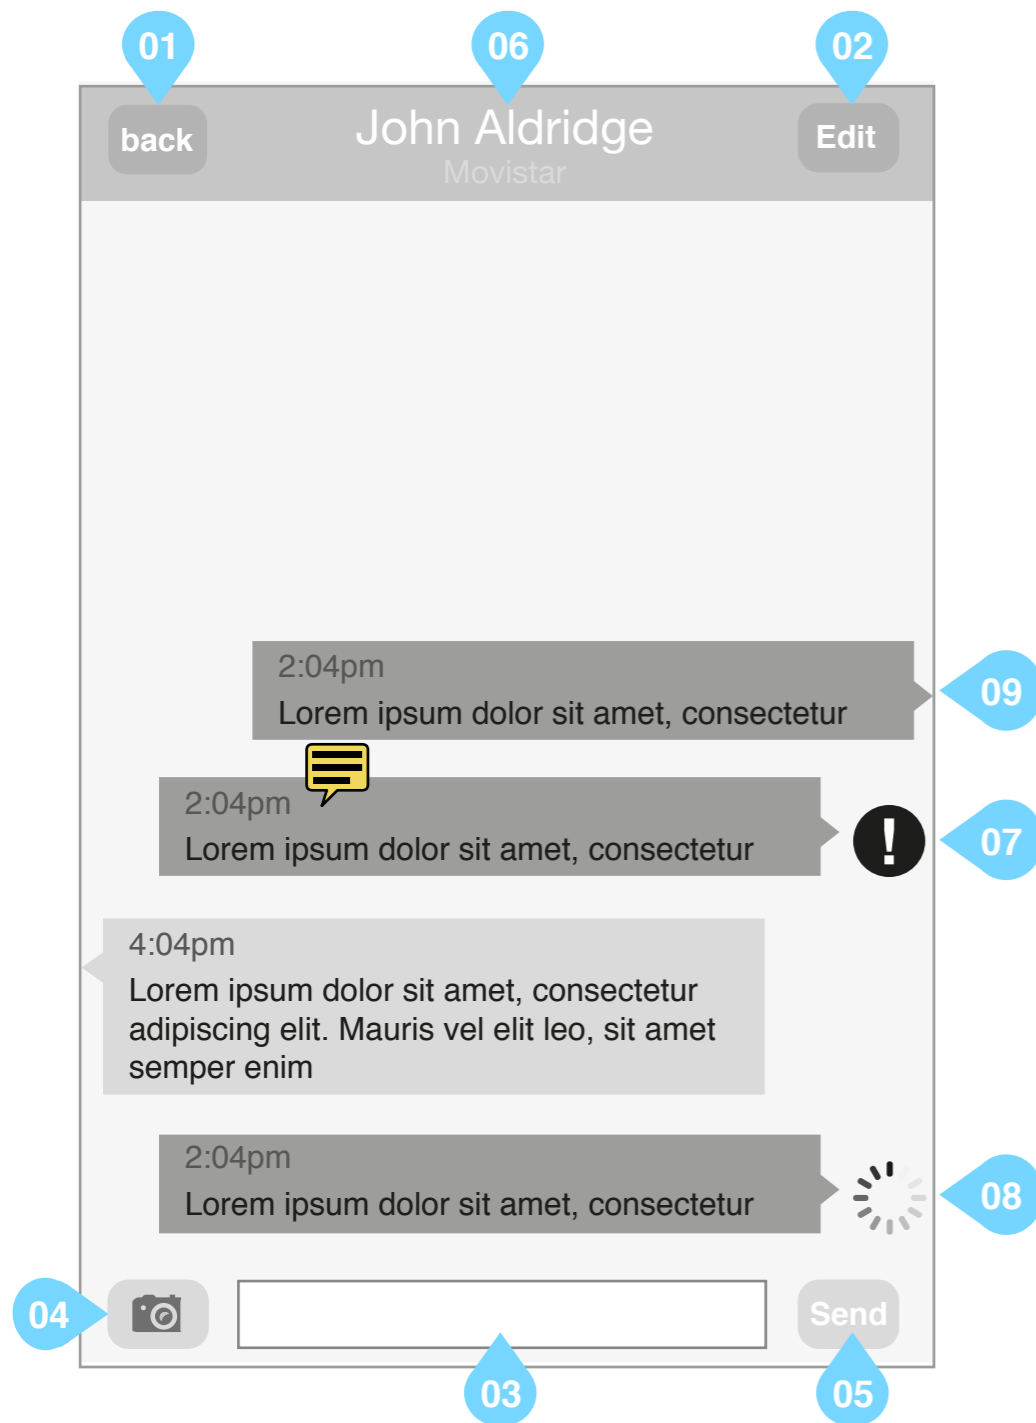 01
06
02
back
John Aldridge
Edit
Movistar
2:04pm
Lorem ipsum dolor sit amet, consectetur
09
2:04pm
Lorem ipsum dolor sit amet, consectetur
!
07
4:04pm
Lorem ipsum dolor sit amet, consectetur
adipiscing elit. Mauris vel elit leo, sit amet
semper enim
2:04pm
Lorem ipsum dolor sit amet, consectetur
08
04
Send
03
05